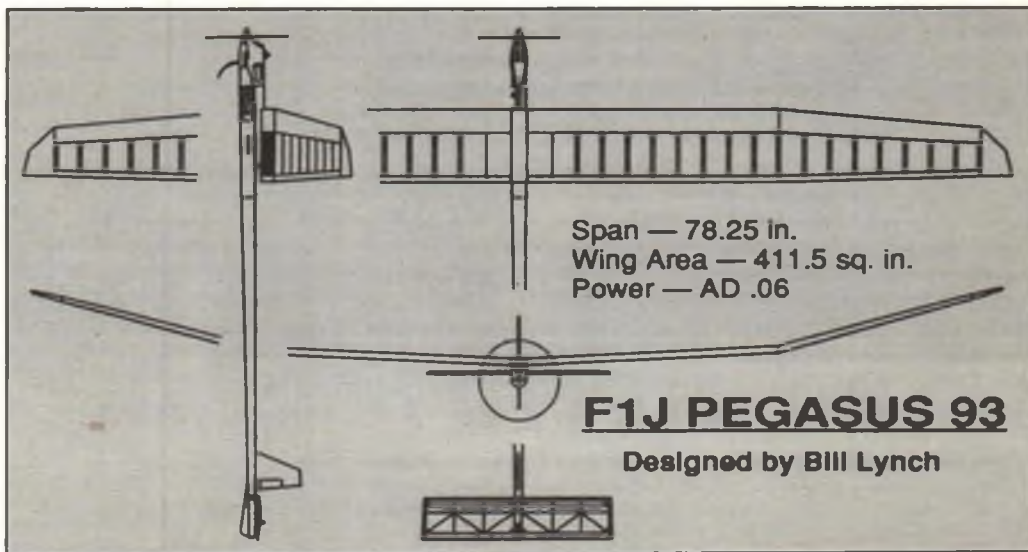 Span — 78.25 in.
Wing Area — 411.5 sq. in.
Power — AD .06
F1J PEGASUS 93
Designed by Bill Lynch